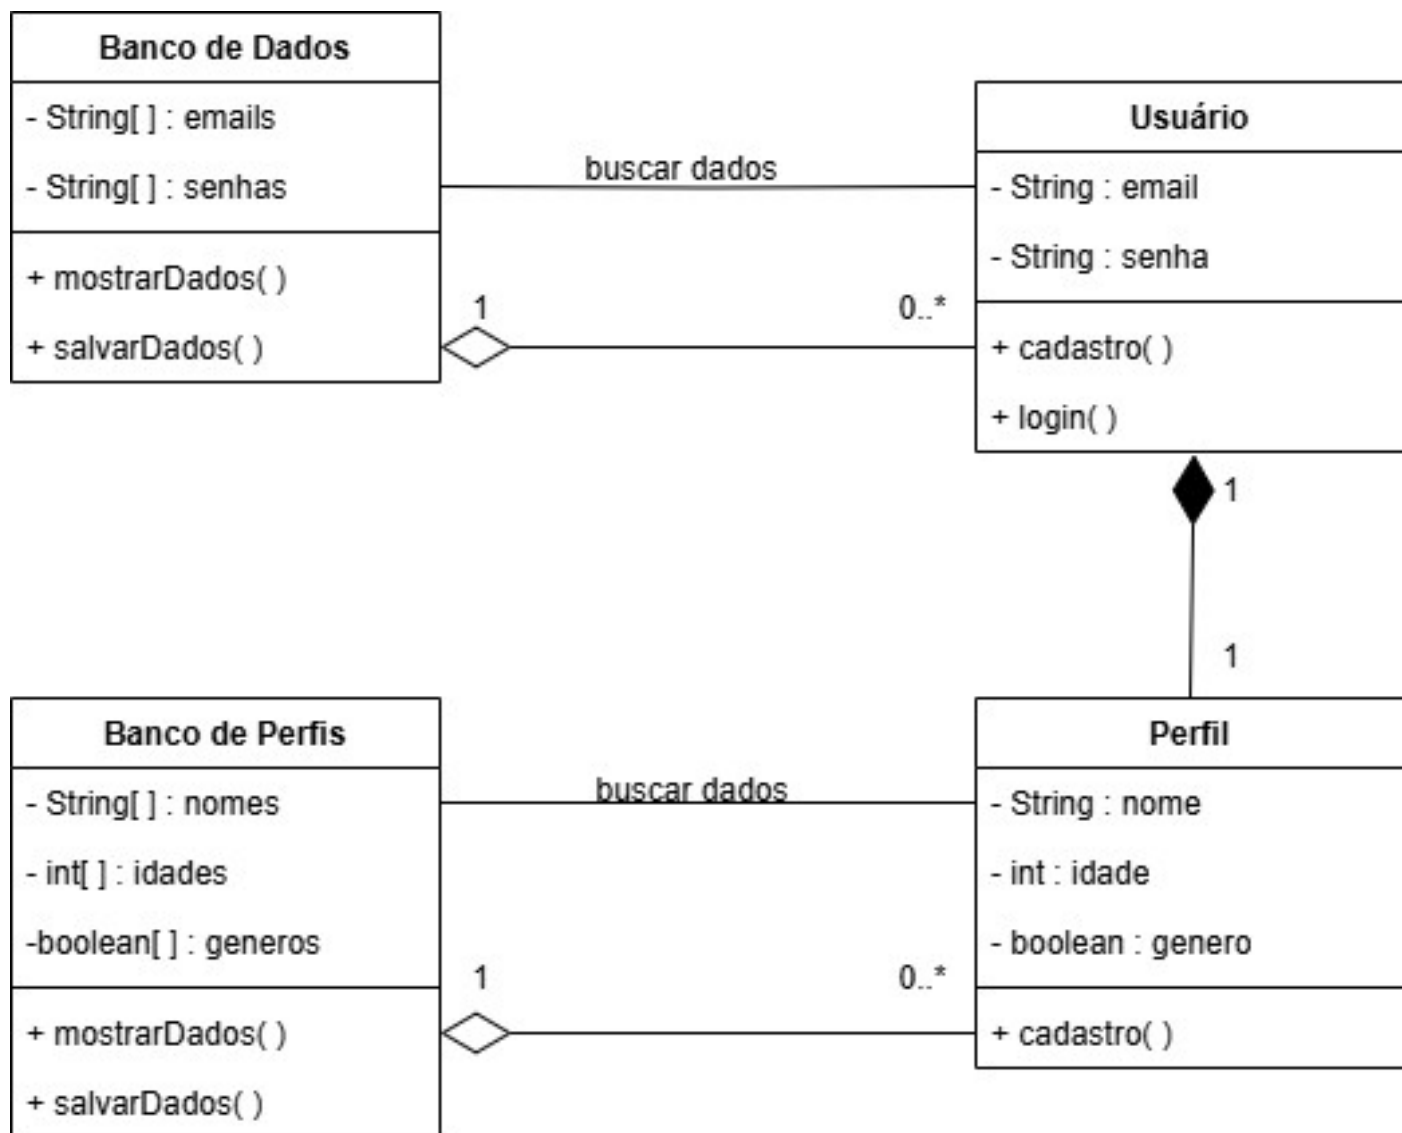 Banco de Dados
- String[ ] : emails
- String[ ] : senhas
+ mostrarDados( )
+ salvarDados( )
buscar dados
1
0..*
Usuário
- String : email
- String : senha
+ cadastro( )
+ login( )
1
1
Banco de Perfis
- String[ ] : nomes
- int[ ] : idades
-boolean[ ] : generos
+ mostrarDados( )
+ salvarDados( )
buscar dados
1
0..*
Perfil
- String : nome
- int : idade
- boolean : genero
+ cadastro( )